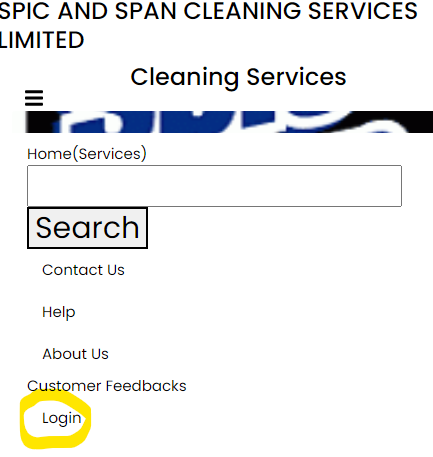 SPIC AND SPAN CLEANING SERVICES
LIMITED
Cleaning Services
Home(Services)
Search
Contact Us
Help
About Us
Customer Feedbacks
Login